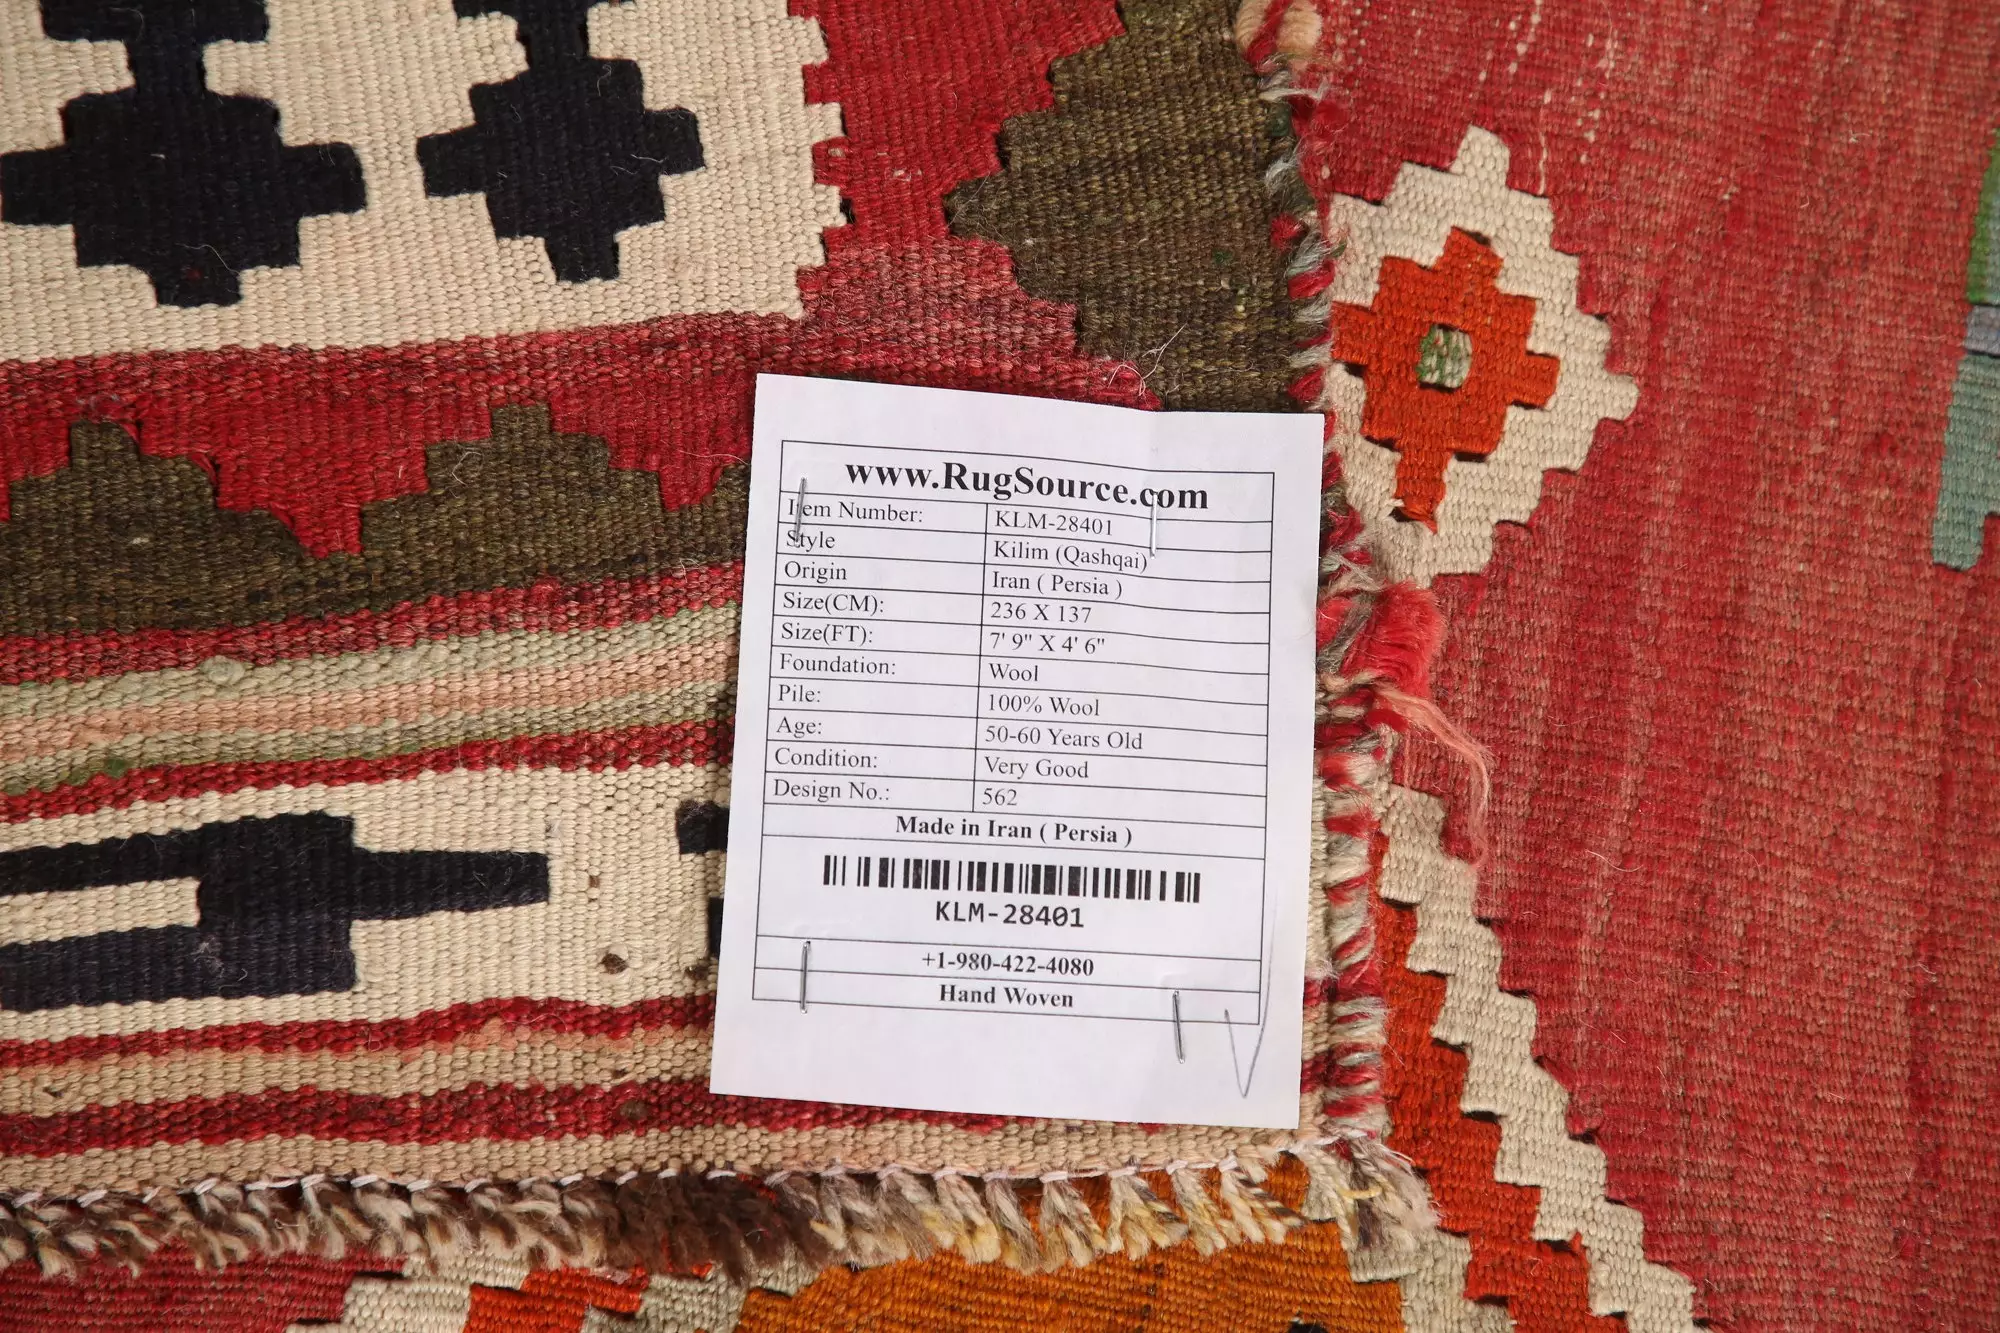 www.RugSource.com
Item Number: KLM-28401
Style Kilim (Qashqai)
Origin Iran ( Persia )
Size(CM): 236 X 137
Size(FT): 7' 9" X 4' 6"
Foundation: Wool
Pile: 100% Wool
Age: 50-60 Years Old
Condition: Very Good
Design No.: 562
Made in Iran ( Persia )
KLM-28401
+1-980-422-4080
Hand Woven